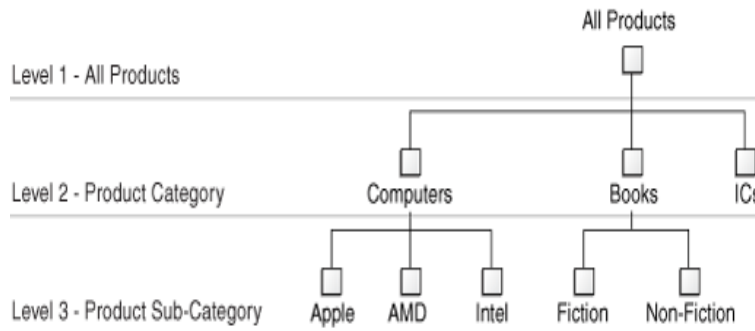 All Products
Level 1 - All Products
Level 2 - Product Category
Computers
Books
ICs
Level 3 - Product Sub-Category
Apple
AMD
Intel
Fiction
Non-Fiction